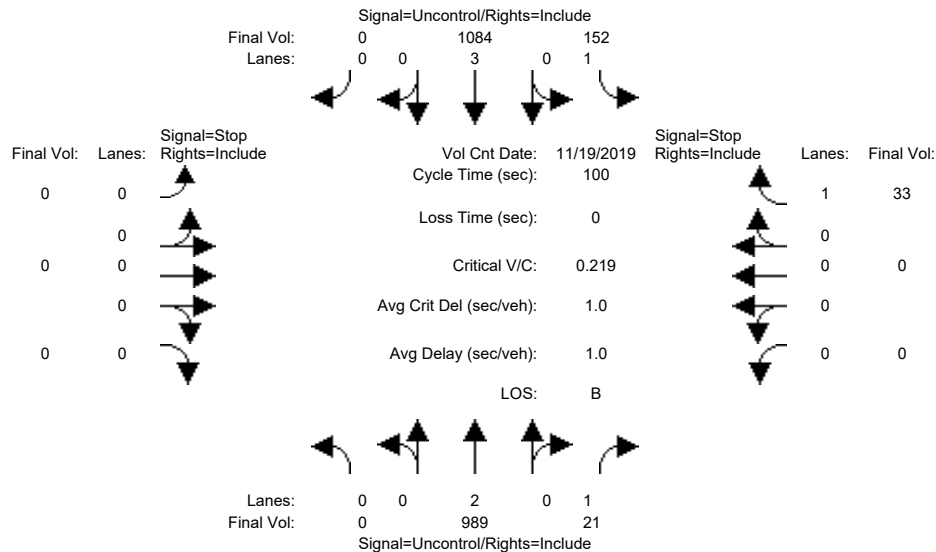 Signal=Uncontrol/Rights=Include
Final Vol: 0 1084 152
Lanes: 0 0 3 0 1
Signal=Stop
Final Vol: Lanes: Rights=Include
Vol Cnt Date: 11/19/2019
Signal=Stop
Rights=Include Lanes: Final Vol:
Cycle Time (sec): 100
0 0
1 33
Loss Time (sec): 0
0
0
0 0
Critical V/C: 0.219
0 0
0
Avg Crit Del (sec/veh): 1.0
0
0 0
Avg Delay (sec/veh): 1.0
0 0
LOS: B
Lanes: 0 0 2 0 1
Final Vol: 0 989 21
Signal=Uncontrol/Rights=Include